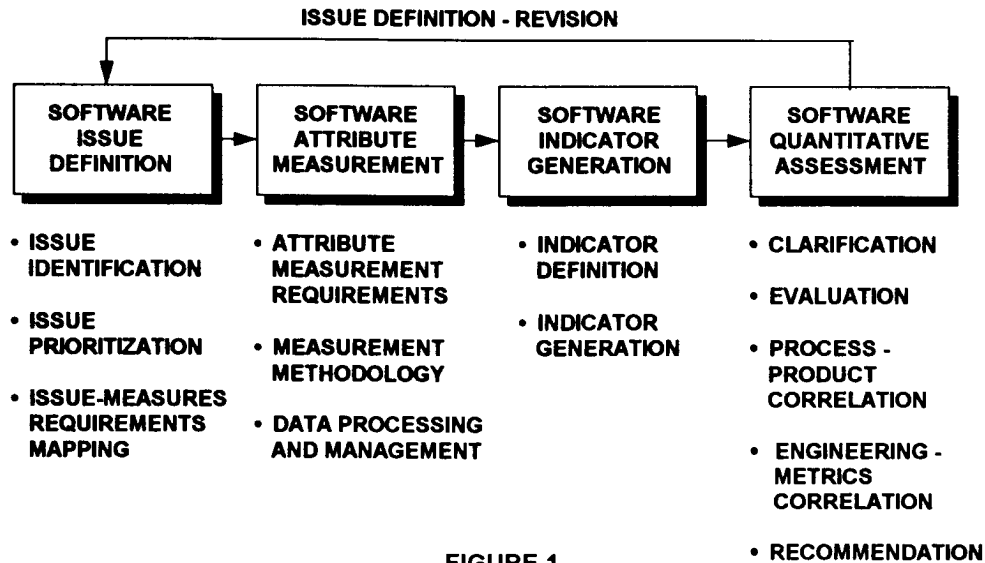 ISSUE DEFINITION - REVISION
SOFTWARE
ISSUE
DEFINITION
SOFTWARE
ATTRIBUTE
MEASUREMENT
SOFTWARE
INDICATOR
GENERATION
SOFTWARE
QUANTITATIVE
ASSESSMENT
• ISSUE
IDENTIFICATION
• ISSUE
PRIORITIZATION
• ISSUE-MEASURES
REQUIREMENTS
MAPPING
• ATTRIBUTE
MEASUREMENT
REQUIREMENTS
• MEASUREMENT
METHODOLOGY
• DATA PROCESSING
AND MANAGEMENT
• INDICATOR
DEFINITION
• INDICATOR
GENERATION
• CLARIFICATION
• EVALUATION
• PROCESS -
PRODUCT
CORRELATION
• ENGINEERING -
METRICS
CORRELATION
• RECOMMENDATION
FIGURE 1